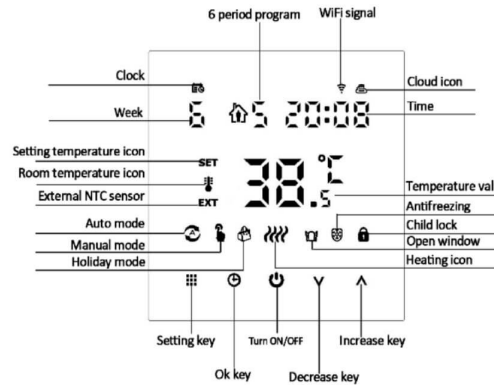 6 period program
WiFi signal
Clock
Cloud icon
Week
6 5 20:08
Time
Setting temperature icon
SET
Room temperature icon
38.5 °C
External NTC sensor
EXT
Temperature val
Antifreezing
Auto mode
Child lock
Manual mode
Open window
Holiday mode
Heating icon
Setting key
Turn ON/OFF
Increase key
Ok key
Decrease key